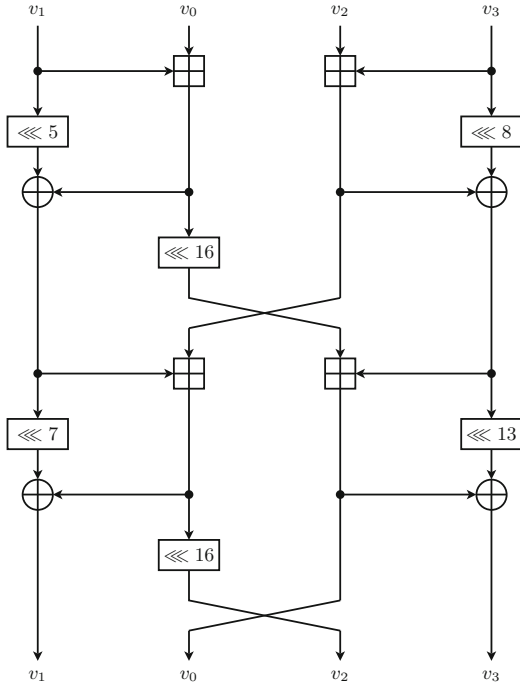 v₁ v₀ v₂ v₃
⋘ 5 ⋘ 8
⋘ 16
⋘ 7 ⋘ 13
⋘ 16
v₁ v₀ v₂ v₃